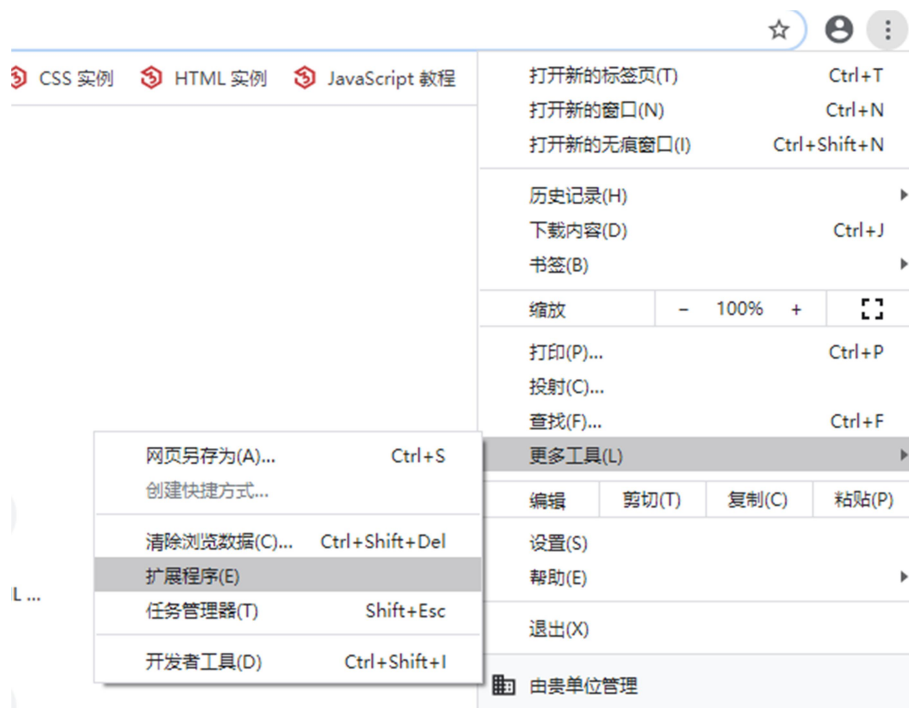 CSS 实例 HTML 实例 JavaScript 教程
打开新的标签页(T) Ctrl+T
打开新的窗口(N) Ctrl+N
打开新的无痕窗口(I) Ctrl+Shift+N
历史记录(H)
下载内容(D) Ctrl+J
书签(B)
缩放 - 100% +
打印(P)... Ctrl+P
投射(C)...
查找(F)... Ctrl+F
更多工具(L)
编辑 剪切(T) 复制(C) 粘贴(P)
设置(S)
帮助(E)
退出(X)
由贵单位管理
网页另存为(A)... Ctrl+S
创建快捷方式...
清除浏览数据(C)... Ctrl+Shift+Del
扩展程序(E)
任务管理器(T) Shift+Esc
开发者工具(D) Ctrl+Shift+I
L ...